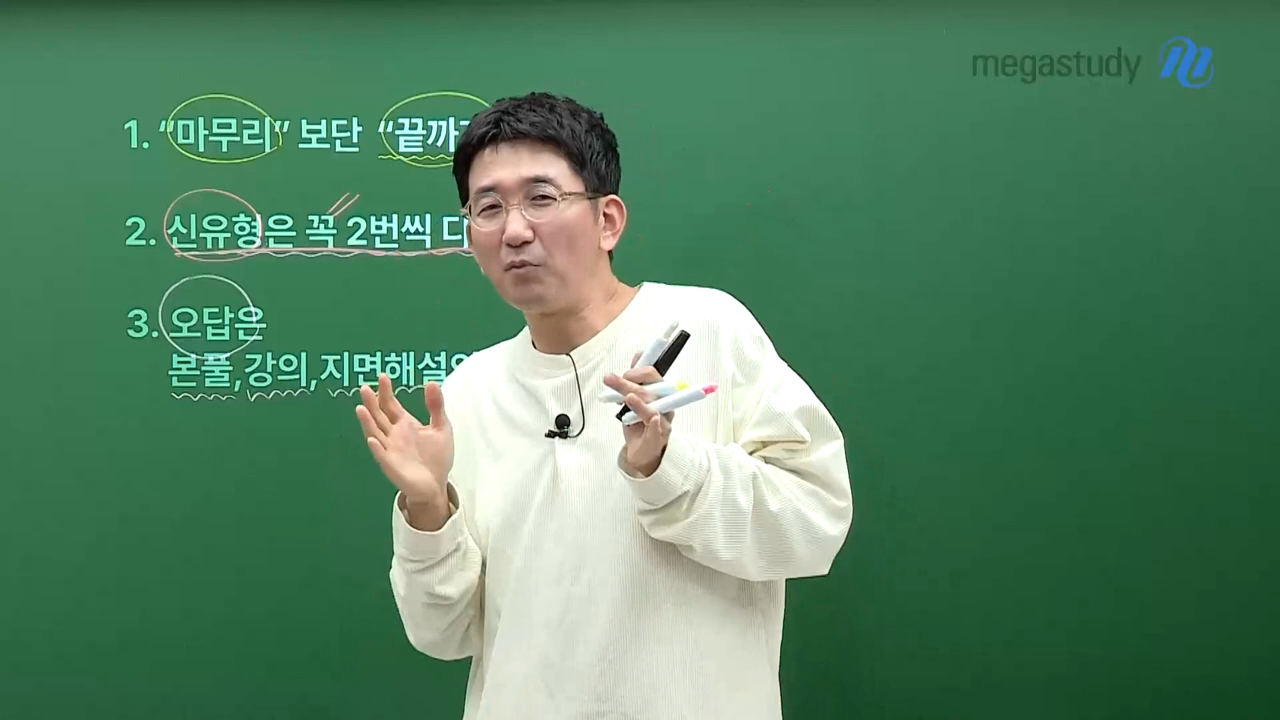 megastudy
1. “마무리” 보단 “끝까
2. 신유형은 꼭 2번씩 다
3. 오답은
본풀,강의,지면해설